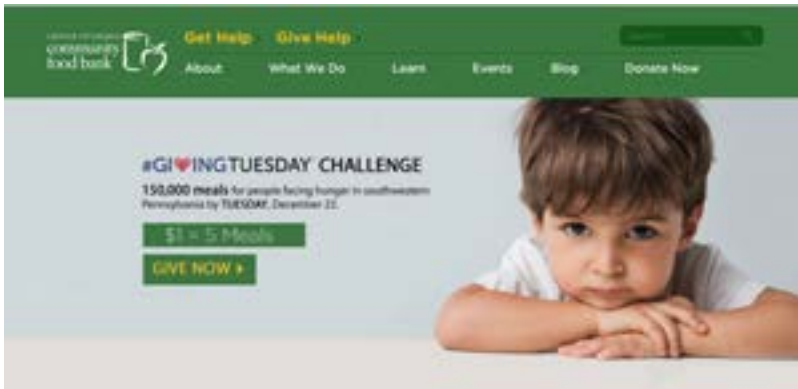 community
food bank
Get Help Give Help
About What We Do Learn Events Blog Donate Now
#GIVINGTUESDAY CHALLENGE
150,000 meals for people facing hunger in southwestern
Pennsylvania by TUESDAY, December 22.
$1 = 5 Meals
GIVE NOW